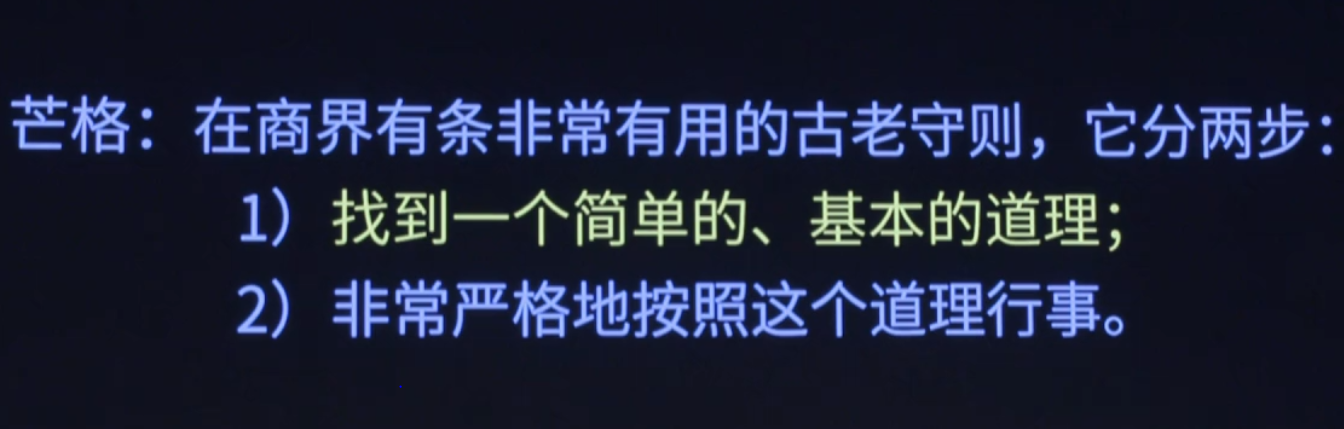 芒格：在商界有条非常有用的古老守则，它分两步：
1）找到一个简单的、基本的道理；
2）非常严格地按照这个道理行事。